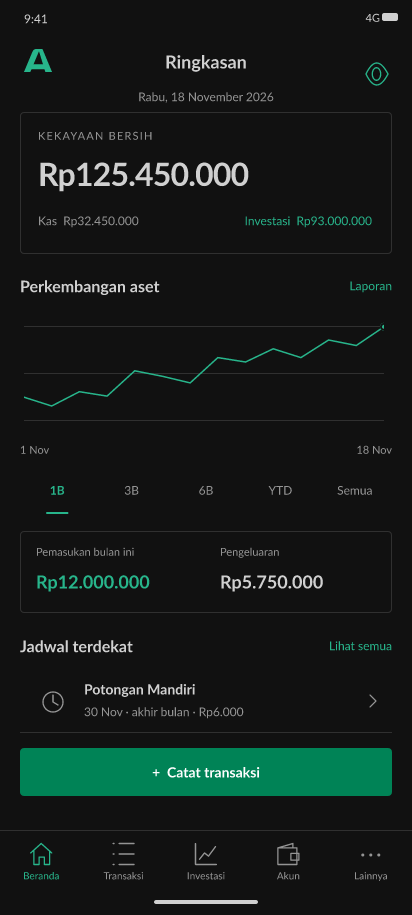 9:41
4G
A
Ringkasan
Rabu, 18 November 2026
KEKAYAAN BERSIH
Rp125.450.000
Kas Rp32.450.000
Investasi Rp93.000.000
Perkembangan aset
Laporan
1 Nov
18 Nov
1B
3B
6B
YTD
Semua
Pemasukan bulan ini
Pengeluaran
Rp12.000.000
Rp5.750.000
Jadwal terdekat
Lihat semua
Potongan Mandiri
30 Nov · akhir bulan · Rp6.000
+ Catat transaksi
Beranda
Transaksi
Investasi
Akun
Lainnya